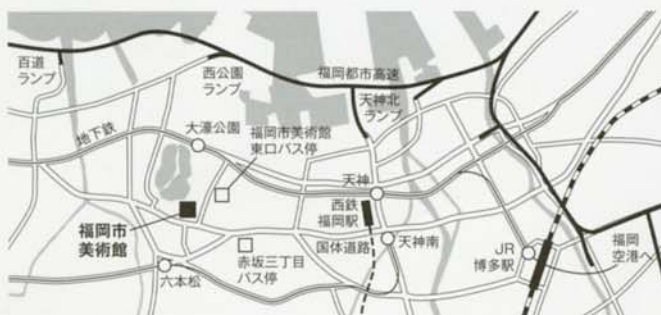 百道
ランプ
西公園
ランプ
福岡都市高速
天神北
ランプ
地下鉄
大濠公園
福岡市美術館
東口バス停
天神
西鉄
福岡駅
福岡市
美術館
国体道路
天神南
赤坂三丁目
バス停
六本松
JR
博多駅
福岡
空港へ